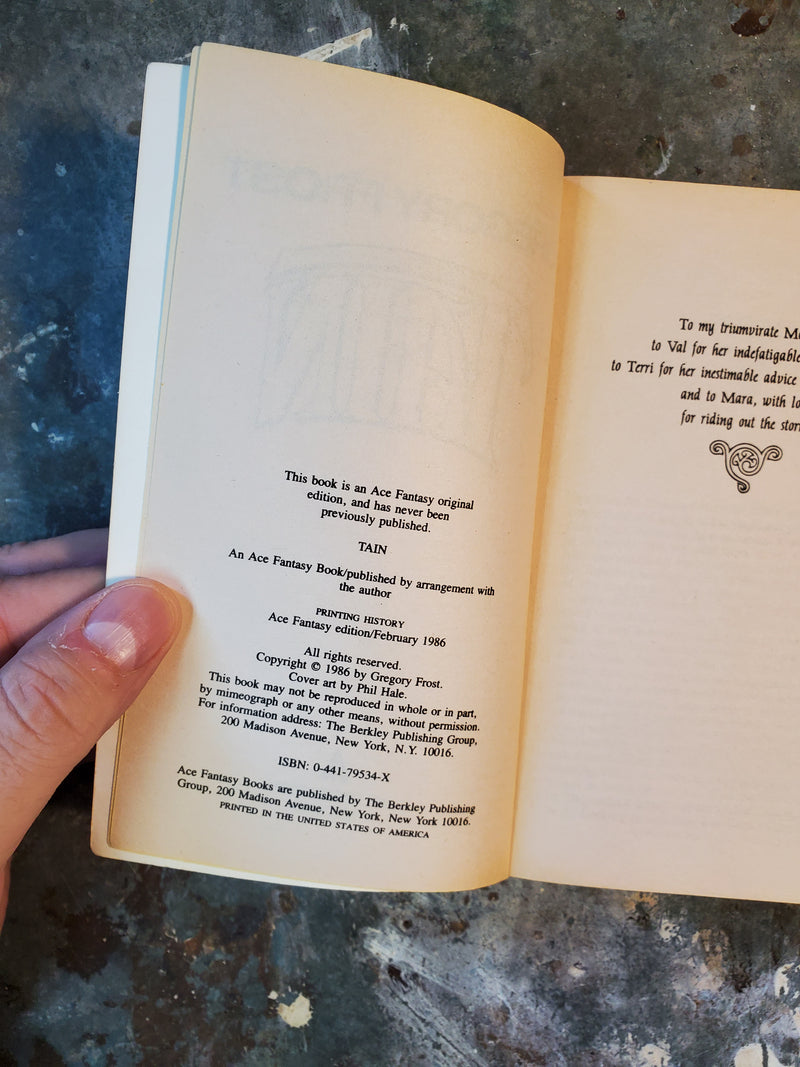 This book is an Ace Fantasy original
edition, and has never been
previously published.
TAIN
An Ace Fantasy Book/published by arrangement with
the author
PRINTING HISTORY
Ace Fantasy edition/February 1986
All rights reserved.
Copyright © 1986 by Gregory Frost.
Cover art by Phil Hale.
This book may not be reproduced in whole or in part,
by mimeograph or any other means, without permission.
For information address: The Berkley Publishing Group,
200 Madison Avenue, New York, N.Y. 10016.
ISBN: 0-441-79534-X
Ace Fantasy Books are published by The Berkley Publishing
Group, 200 Madison Avenue, New York, New York 10016.
PRINTED IN THE UNITED STATES OF AMERICA
To my triumvirate
to Val for her indefatigable
to Terri for her inestimable advice
and to Mara, with
for riding out the